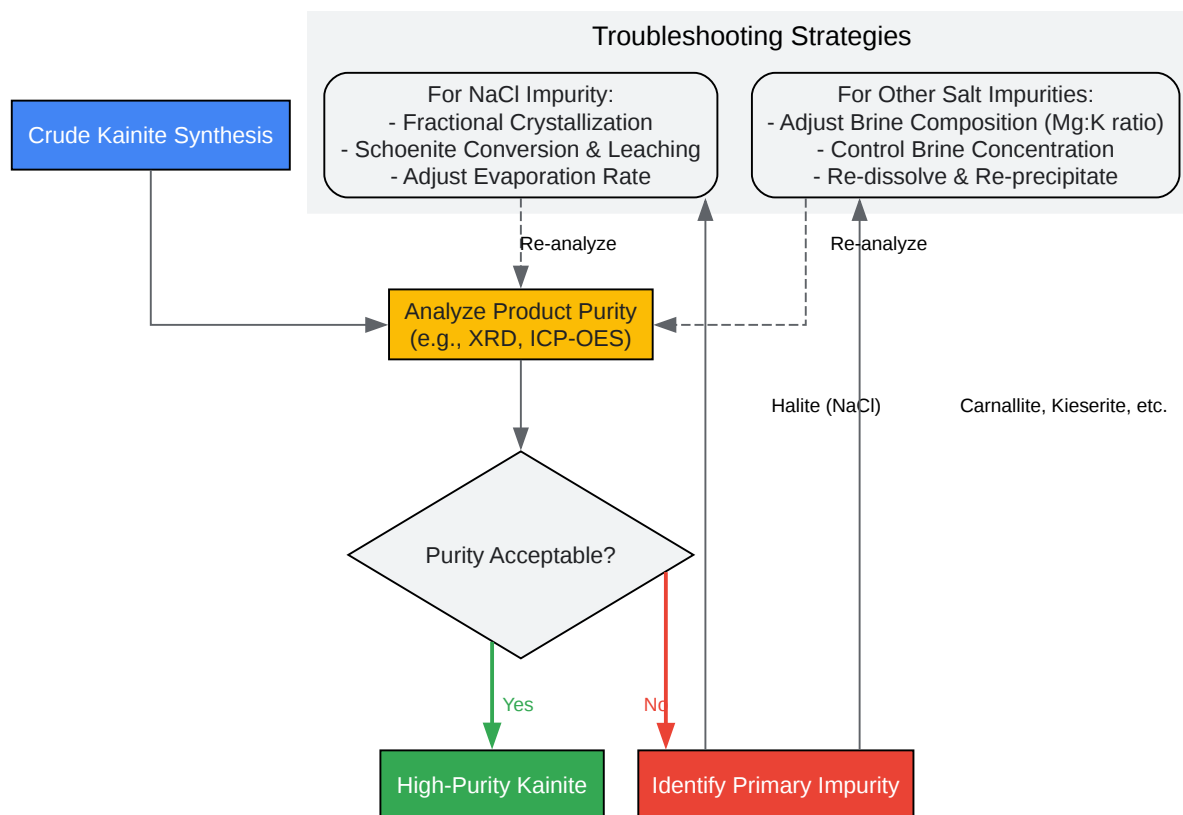 Troubleshooting Strategies
Crude Kainite Synthesis
For NaCl Impurity:
- Fractional Crystallization
- Schoenite Conversion & Leaching
- Adjust Evaporation Rate
For Other Salt Impurities:
- Adjust Brine Composition (Mg:K ratio)
- Control Brine Concentration
- Re-dissolve & Re-precipitate
Re-analyze
Re-analyze
Analyze Product Purity
(e.g., XRD, ICP-OES)
Halite (NaCl)
Carnallite, Kieserite, etc.
Purity Acceptable?
Yes
No
High-Purity Kainite
Identify Primary Impurity